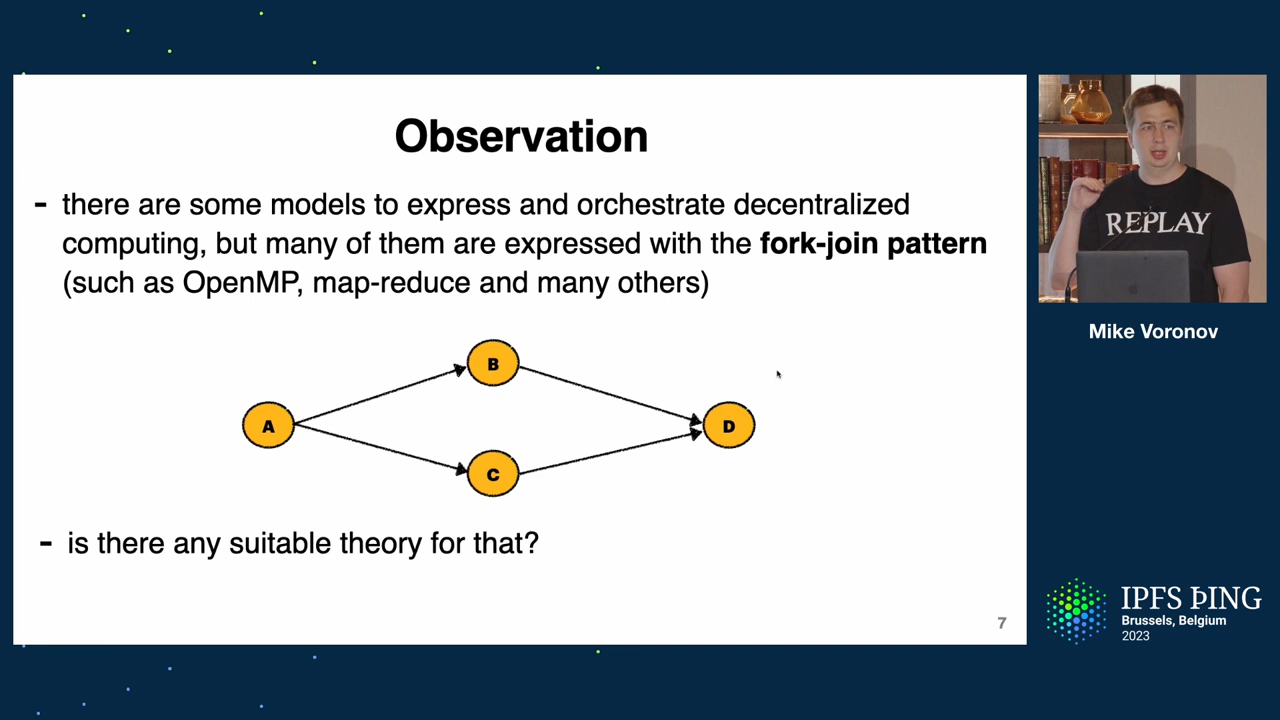 Observation
- there are some models to express and orchestrate decentralized
computing, but many of them are expressed with the fork-join pattern
(such as OpenMP, map-reduce and many others)
B
A
D
C
- is there any suitable theory for that?
7
REPLAY
Mike Voronov
IPFS ÞING
Brussels, Belgium
2023